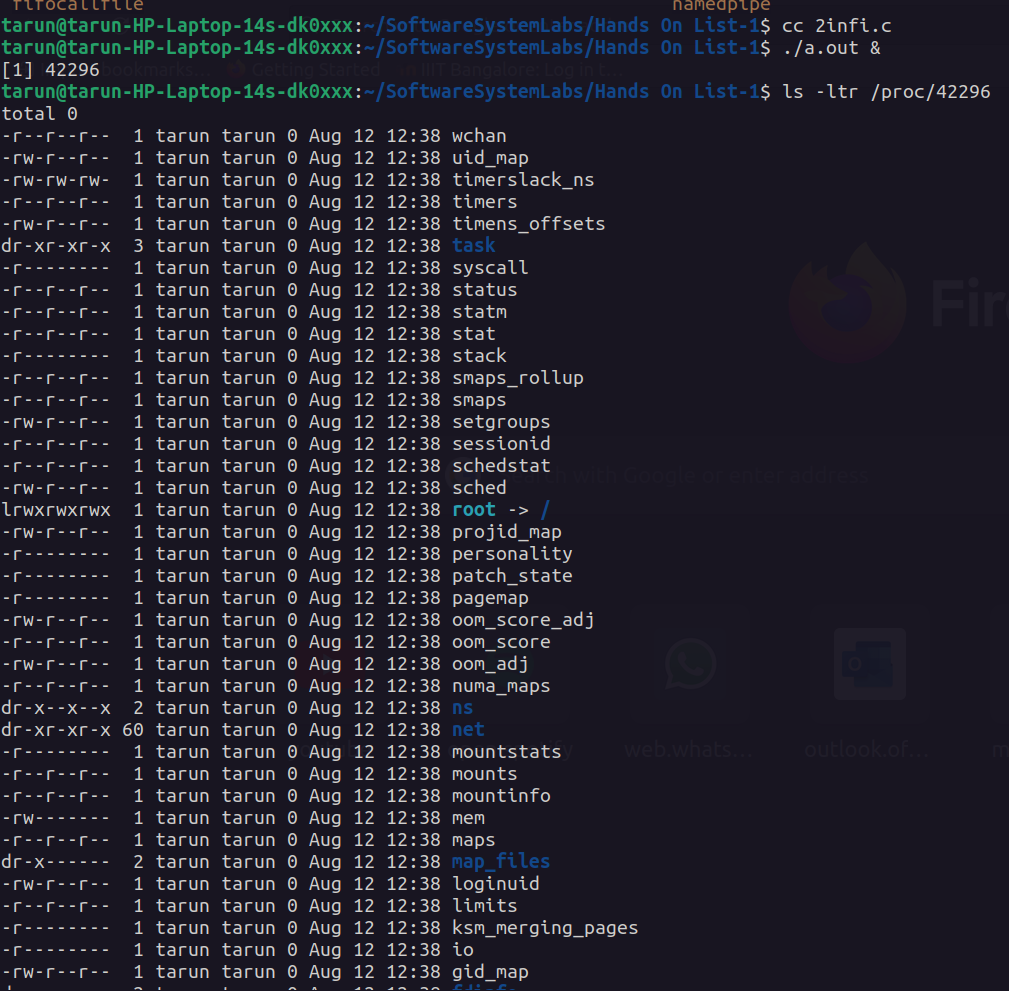 fifocallfile namedpipe
tarun@tarun-HP-Laptop-14s-dk0xxx:~/SoftwareSystemLabs/Hands On List-1$ cc 2infi.c
tarun@tarun-HP-Laptop-14s-dk0xxx:~/SoftwareSystemLabs/Hands On List-1$ ./a.out &
[1] 42296
bookmarks... Getting Started IIIT Bangalore: Log in t...
tarun@tarun-HP-Laptop-14s-dk0xxx:~/SoftwareSystemLabs/Hands On List-1$ ls -ltr /proc/42296
total 0
-r--r--r-- 1 tarun tarun 0 Aug 12 12:38 wchan
-rw-r--r-- 1 tarun tarun 0 Aug 12 12:38 uid_map
-rw-rw-rw- 1 tarun tarun 0 Aug 12 12:38 timerslack_ns
-r--r--r-- 1 tarun tarun 0 Aug 12 12:38 timers
-rw-r--r-- 1 tarun tarun 0 Aug 12 12:38 timens_offsets
dr-xr-xr-x 3 tarun tarun 0 Aug 12 12:38 task
-r-------- 1 tarun tarun 0 Aug 12 12:38 syscall
-r--r--r-- 1 tarun tarun 0 Aug 12 12:38 status
-r--r--r-- 1 tarun tarun 0 Aug 12 12:38 statm
-r--r--r-- 1 tarun tarun 0 Aug 12 12:38 stat
-r-------- 1 tarun tarun 0 Aug 12 12:38 stack
-r--r--r-- 1 tarun tarun 0 Aug 12 12:38 smaps_rollup
-r--r--r-- 1 tarun tarun 0 Aug 12 12:38 smaps
-rw-r--r-- 1 tarun tarun 0 Aug 12 12:38 setgroups
-r--r--r-- 1 tarun tarun 0 Aug 12 12:38 sessionid
-r--r--r-- 1 tarun tarun 0 Aug 12 12:38 schedstat
with Google or enter address
-rw-r--r-- 1 tarun tarun 0 Aug 12 12:38 sched
lrwxrwxrwx 1 tarun tarun 0 Aug 12 12:38 root -> /
-rw-r--r-- 1 tarun tarun 0 Aug 12 12:38 projid_map
-r-------- 1 tarun tarun 0 Aug 12 12:38 personality
-r-------- 1 tarun tarun 0 Aug 12 12:38 patch_state
-r-------- 1 tarun tarun 0 Aug 12 12:38 pagemap
-rw-r--r-- 1 tarun tarun 0 Aug 12 12:38 oom_score_adj
-r--r--r-- 1 tarun tarun 0 Aug 12 12:38 oom_score
-rw-r--r-- 1 tarun tarun 0 Aug 12 12:38 oom_adj
-r--r--r-- 1 tarun tarun 0 Aug 12 12:38 numa_maps
dr-x--x--x 2 tarun tarun 0 Aug 12 12:38 ns
dr-xr-xr-x 60 tarun tarun 0 Aug 12 12:38 net
-r-------- 1 tarun tarun 0 Aug 12 12:38 mountstats
web.whats... outlook.of...
-r--r--r-- 1 tarun tarun 0 Aug 12 12:38 mounts
-r--r--r-- 1 tarun tarun 0 Aug 12 12:38 mountinfo
-rw------- 1 tarun tarun 0 Aug 12 12:38 mem
-r--r--r-- 1 tarun tarun 0 Aug 12 12:38 maps
dr-x------ 2 tarun tarun 0 Aug 12 12:38 map_files
-rw-r--r-- 1 tarun tarun 0 Aug 12 12:38 loginuid
-r--r--r-- 1 tarun tarun 0 Aug 12 12:38 limits
-r-------- 1 tarun tarun 0 Aug 12 12:38 ksm_merging_pages
-r-------- 1 tarun tarun 0 Aug 12 12:38 io
-rw-r--r-- 1 tarun tarun 0 Aug 12 12:38 gid_map